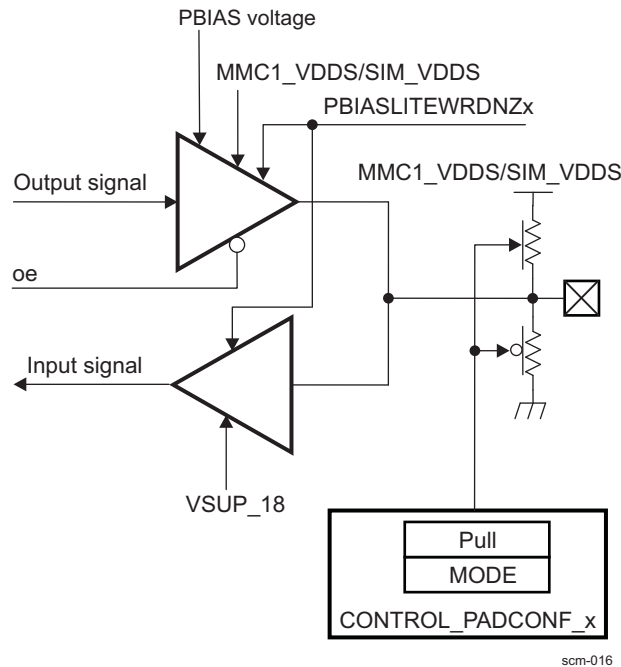 PBIAS voltage
MMC1_VDDS/SIM_VDDS
PBIASLITEWRDNZx
MMC1_VDDS/SIM_VDDS
Output signal
oe
Input signal
VSUP_18
Pull
MODE
CONTROL_PADCONF_x
scm-016